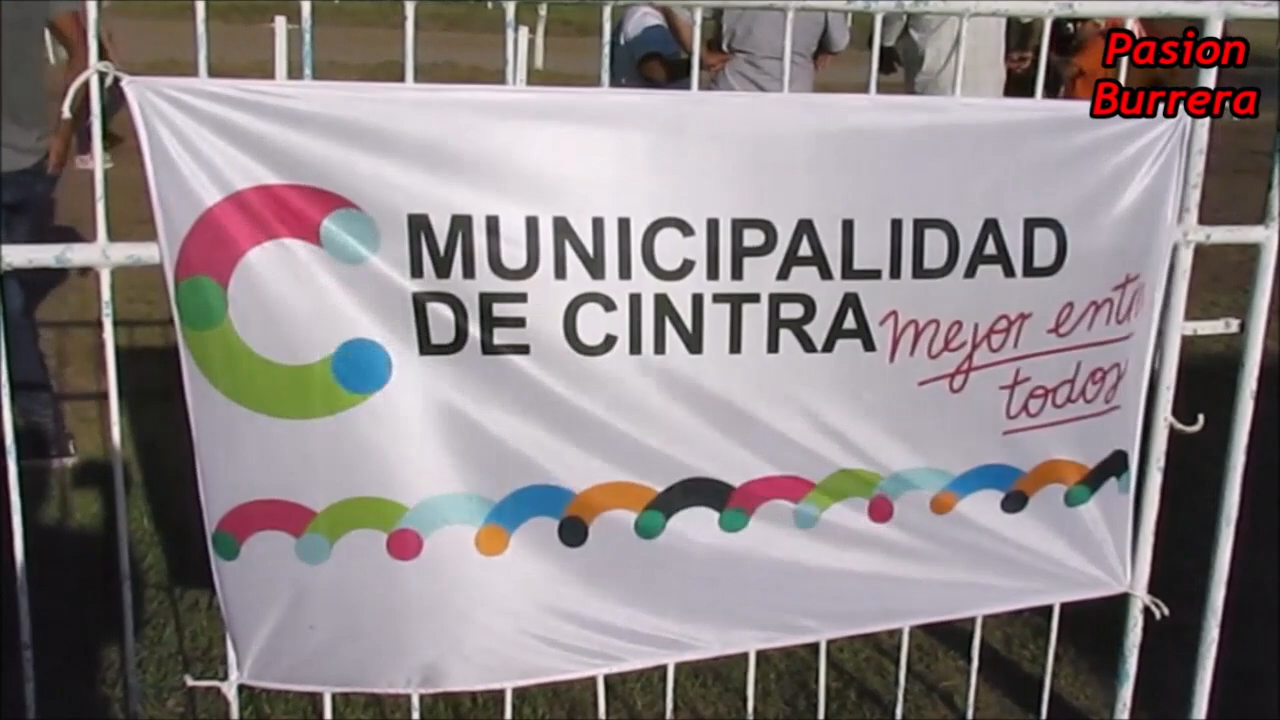 Pasion
Burrera
MUNICIPALIDAD
DE CINTRA
mejor
todos